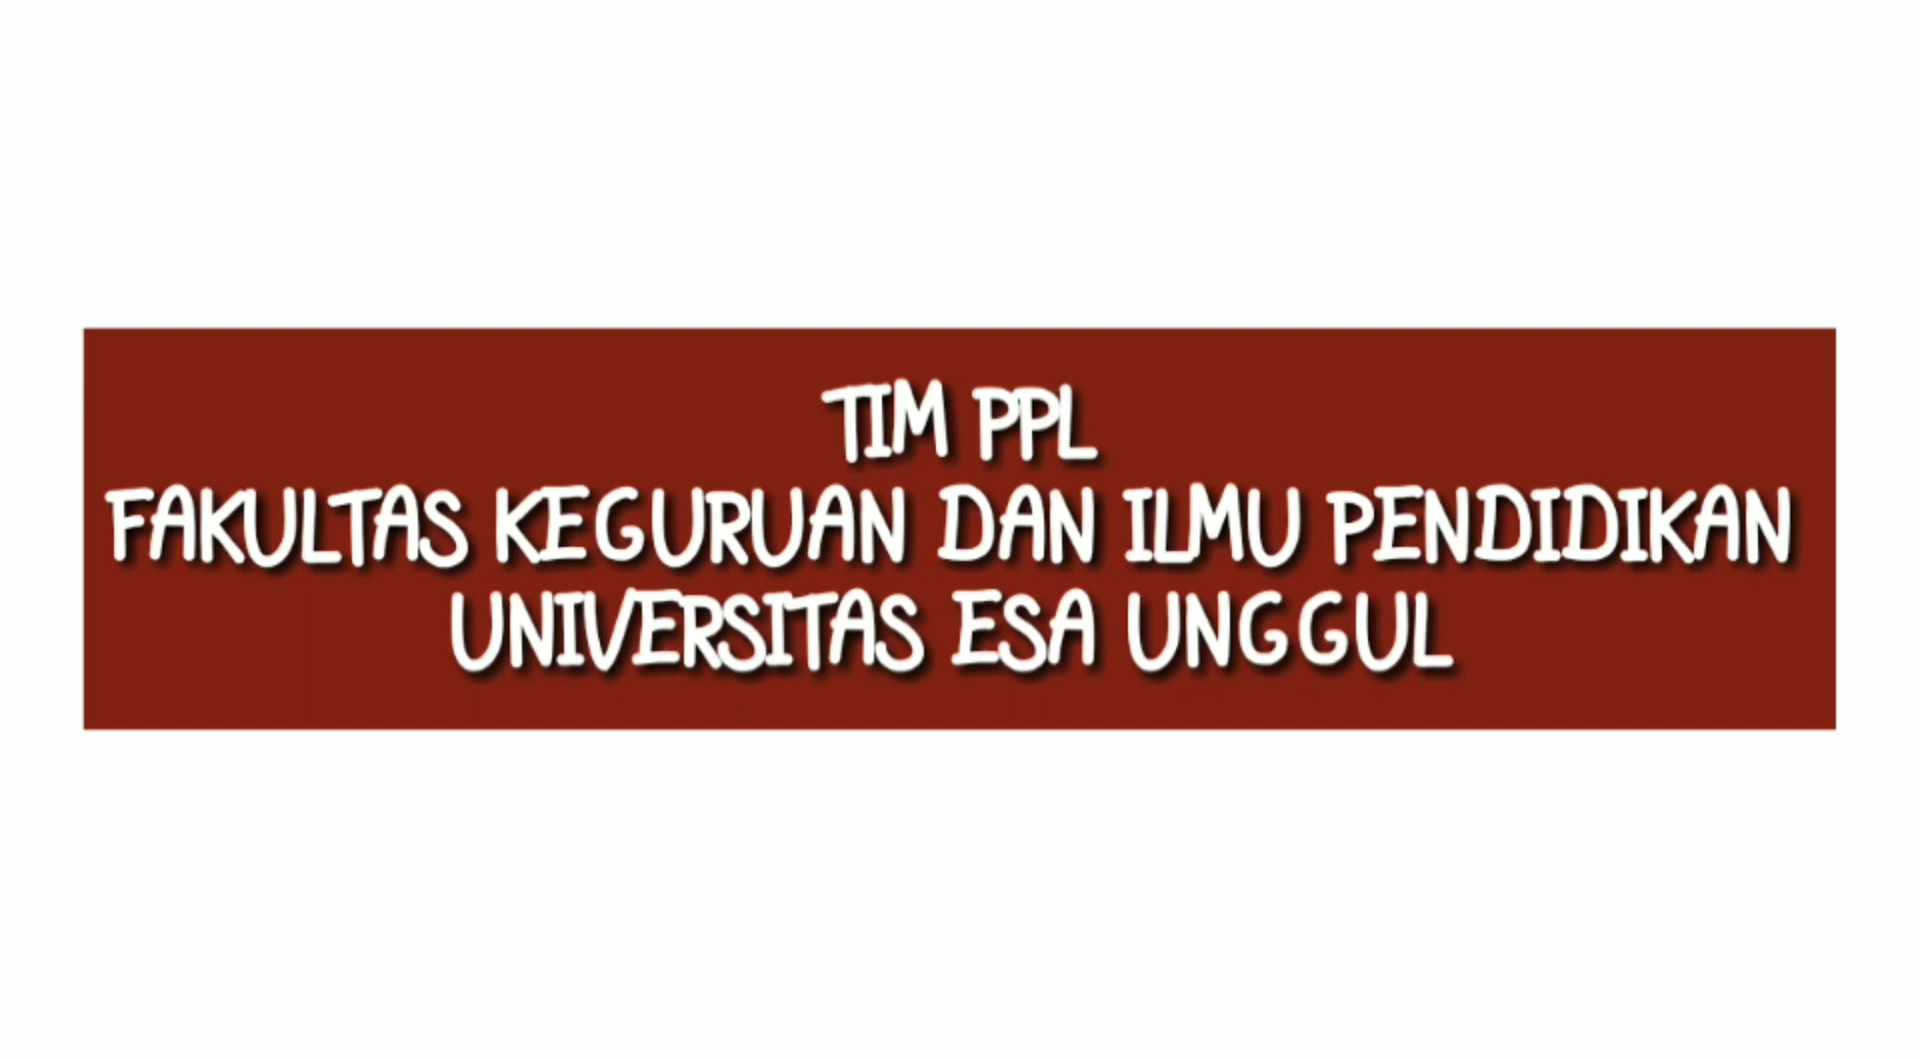 TIM PPL
FAKULTAS KEGURUAN DAN ILMU PENDIDIKAN
UNIVERSITAS ESA UNGGUL